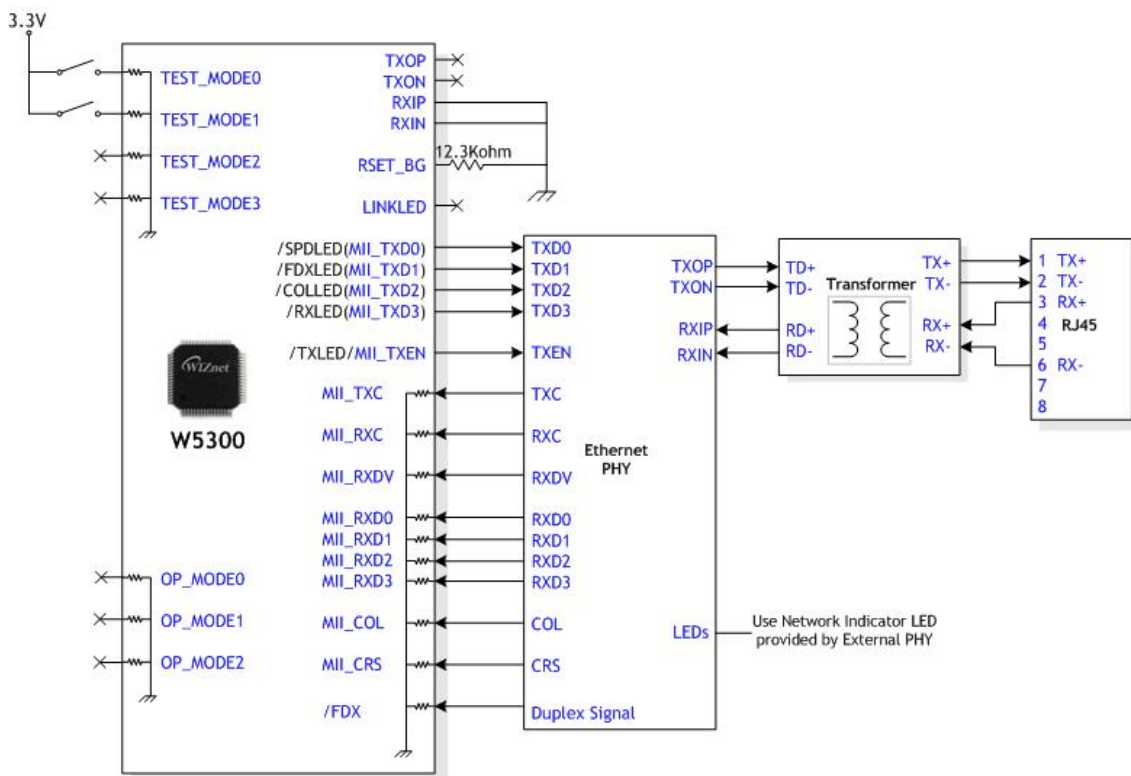 3.3V
TEST_MODE0
TEST_MODE1
TEST_MODE2
TEST_MODE3
WIZnet
W5300
OP_MODE0
OP_MODE1
OP_MODE2
TXOP
TXON
RXIP
RXIN
12.3Kohm
RSET_BG
LINKLED
/SPDLED(MII_TXD0)
/FDXLED(MII_TXD1)
/COLLED(MII_TXD2)
/RXLED(MII_TXD3)
/TXLED/MII_TXEN
MII_TXC
MII_RXC
MII_RXDV
MII_RXD0
MII_RXD1
MII_RXD2
MII_RXD3
MII_COL
MII_CRS
/FDX
TXD0
TXD1
TXD2
TXD3
TXEN
TXC
RXC
RXDV
RXD0
RXD1
RXD2
RXD3
COL
CRS
Duplex Signal
Ethernet
PHY
TXOP
TXON
RXIP
RXIN
LEDs
Use Network Indicator LED
provided by External PHY
TD+
TD-
RD+
RD-
Transformer
TX+
TX-
RX+
RX-
1 TX+
2 TX-
3 RX+
4
5
6 RX-
7
8
RJ45